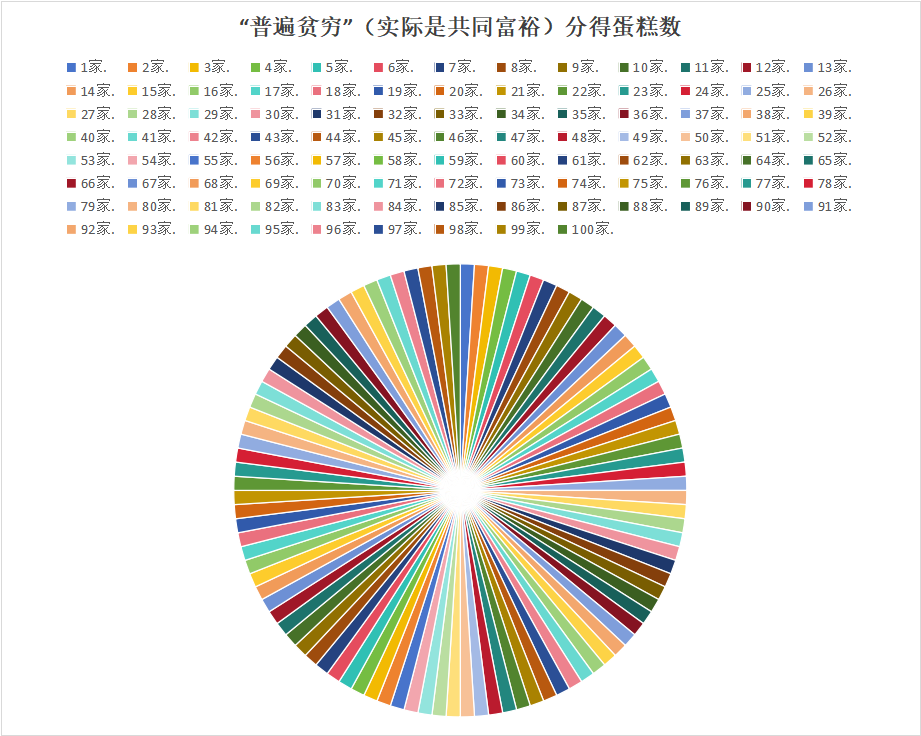 “普遍贫穷”（实际是共同富裕）分得蛋糕数
1家. 2家. 3家. 4家. 5家. 6家. 7家. 8家. 9家. 10家. 11家. 12家. 13家.
14家. 15家. 16家. 17家. 18家. 19家. 20家. 21家. 22家. 23家. 24家. 25家. 26家.
27家. 28家. 29家. 30家. 31家. 32家. 33家. 34家. 35家. 36家. 37家. 38家. 39家.
40家. 41家. 42家. 43家. 44家. 45家. 46家. 47家. 48家. 49家. 50家. 51家. 52家.
53家. 54家. 55家. 56家. 57家. 58家. 59家. 60家. 61家. 62家. 63家. 64家. 65家.
66家. 67家. 68家. 69家. 70家. 71家. 72家. 73家. 74家. 75家. 76家. 77家. 78家.
79家. 80家. 81家. 82家. 83家. 84家. 85家. 86家. 87家. 88家. 89家. 90家. 91家.
92家. 93家. 94家. 95家. 96家. 97家. 98家. 99家. 100家.